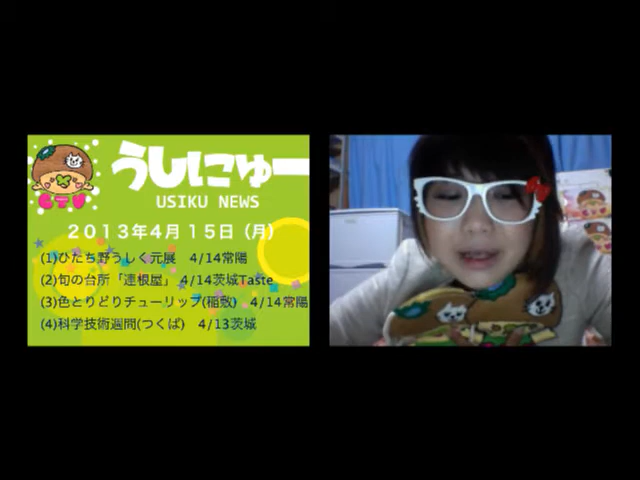 うしにゅー
USIKU NEWS
CTV
2013年4月15日(月)
(1)ひたち野うしく元展 4/14常陽
(2)旬の台所「連根屋」 4/14茨城Taste
(3)色とりどりチューリップ(稲敷) 4/14常陽
(4)科学技術週間(つくば) 4/13茨城